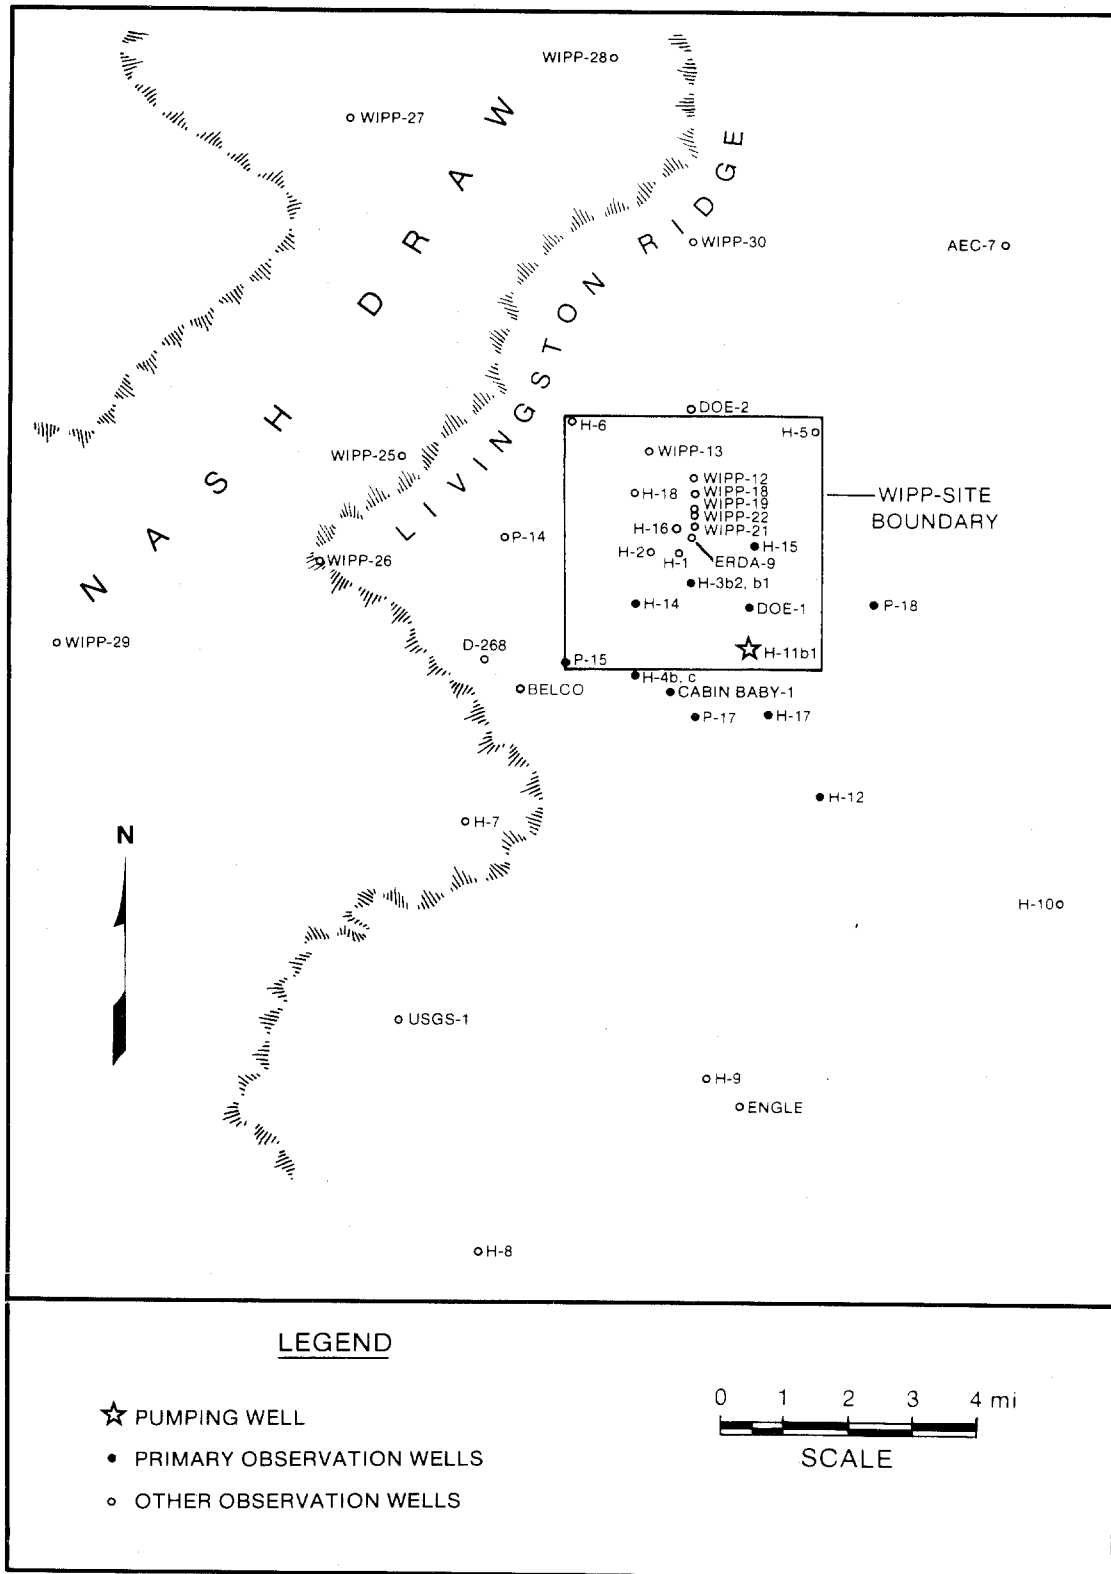 WIPP-28
WIPP-27
NASH DRAW
LIVINGSTON RIDGE
WIPP-30
AEC-7
DOE-2
H-6
H-5
WIPP-13
WIPP-25
WIPP-12
H-18
WIPP-18
WIPP-19
WIPP-22
H-16
WIPP-21
WIPP-SITE
BOUNDARY
P-14
H-15
H-2
H-1
ERDA-9
WIPP-26
H-3b2, b1
H-14
DOE-1
P-18
WIPP-29
D-268
P-15
H-11b1
H-4b, c
BELCO
CABIN BABY-1
P-17
H-17
H-12
H-7
N
H-10
USGS-1
H-9
ENGLE
H-8
LEGEND
PUMPING WELL
PRIMARY OBSERVATION WELLS
OTHER OBSERVATION WELLS
0 1 2 3 4 mi
SCALE